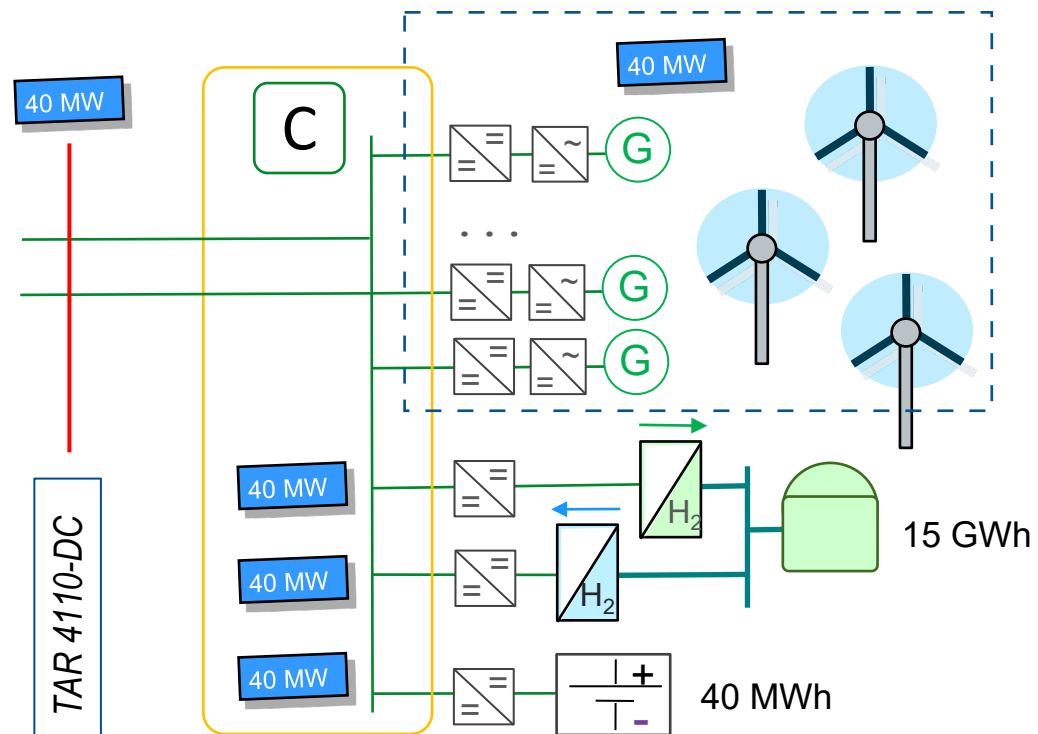 40 MW
40 MW
C
G
. . .
G
G
40 MW
H2
15 GWh
40 MW
H2
40 MW
+
-
40 MWh
TAR 4110-DC